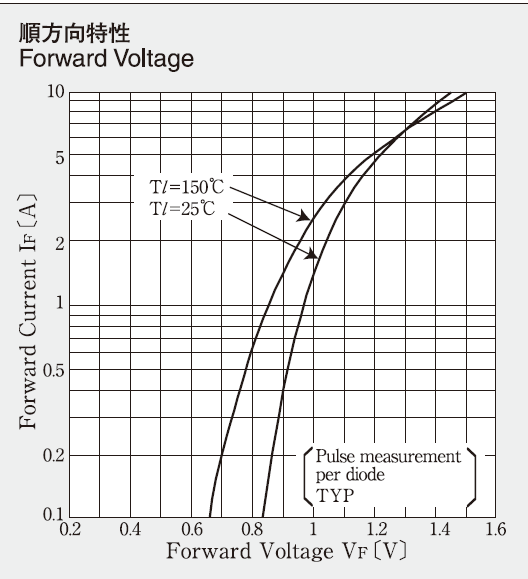 順方向特性
Forward Voltage
Forward Current IF〔A〕
10
5
2
1
0.5
0.2
0.1
Tl=150℃
Tl=25℃
Pulse measurement
per diode
TYP
0.2 0.4 0.6 0.8 1 1.2 1.4 1.6
Forward Voltage VF〔V〕